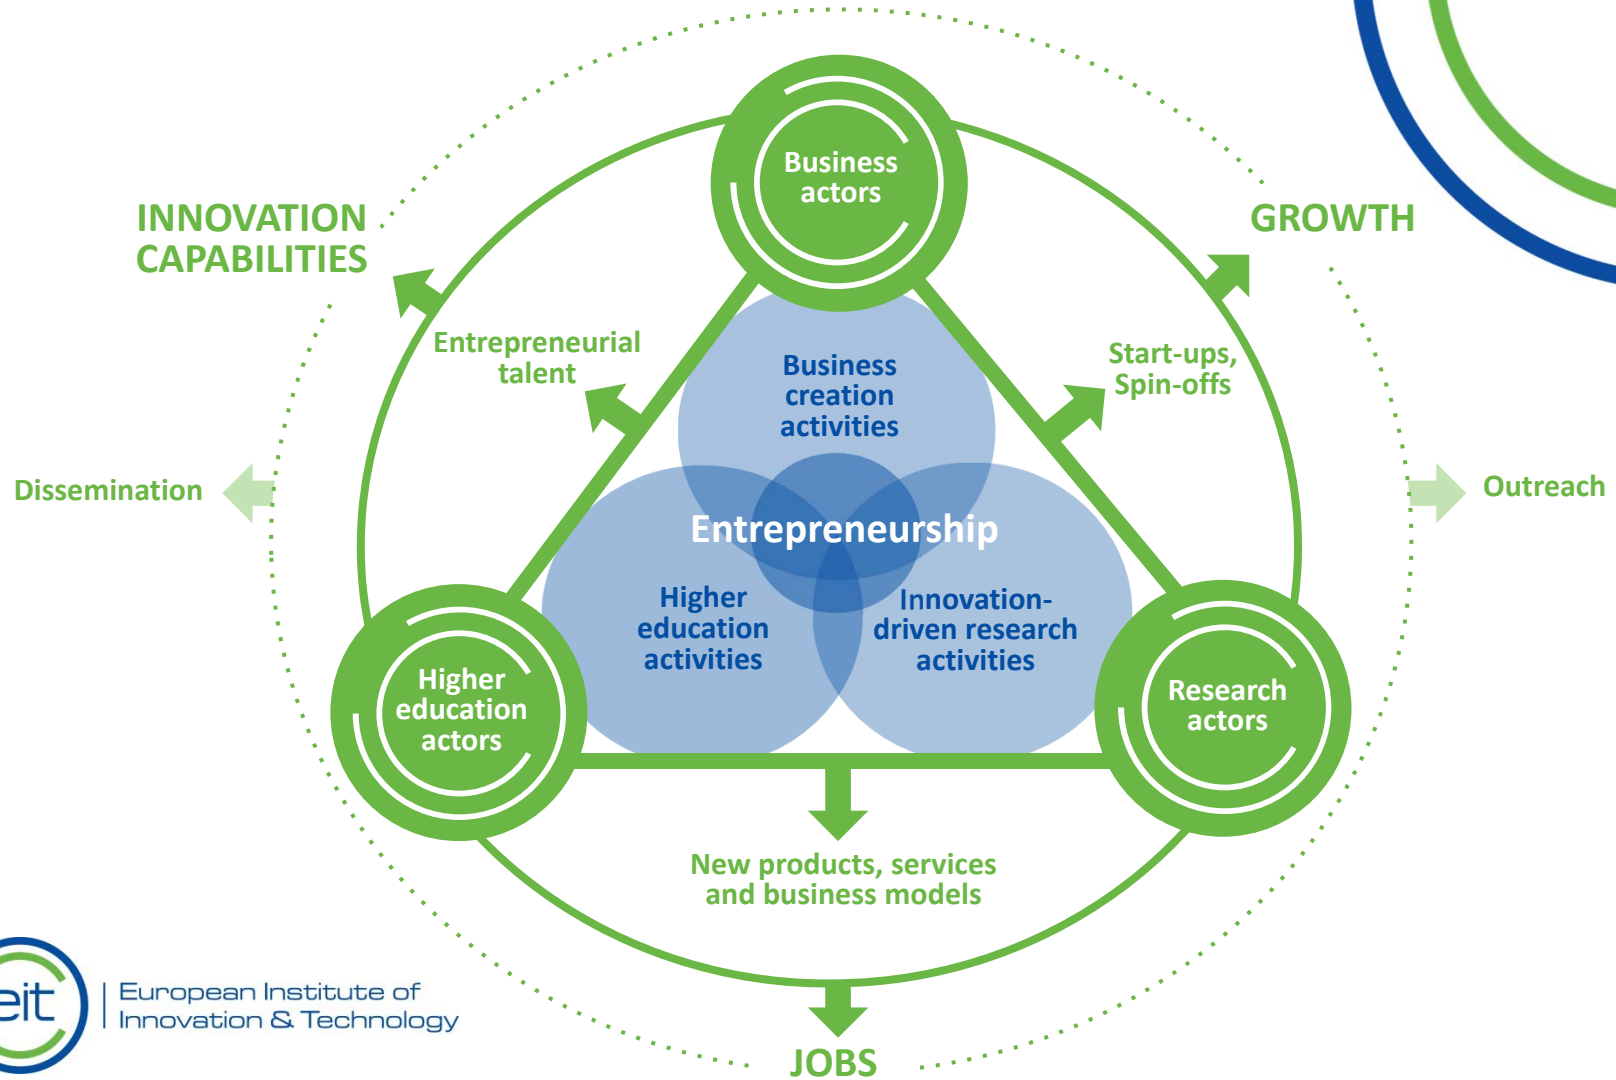 Business
actors
INNOVATION
CAPABILITIES
GROWTH
Entrepreneurial
talent
Start-ups,
Spin-offs
Business
creation
activities
Dissemination
Outreach
Entrepreneurship
Higher
education
activities
Innovation-
driven research
activities
Higher
education
actors
Research
actors
New products, services
and business models
eit
European Institute of
Innovation & Technology
JOBS